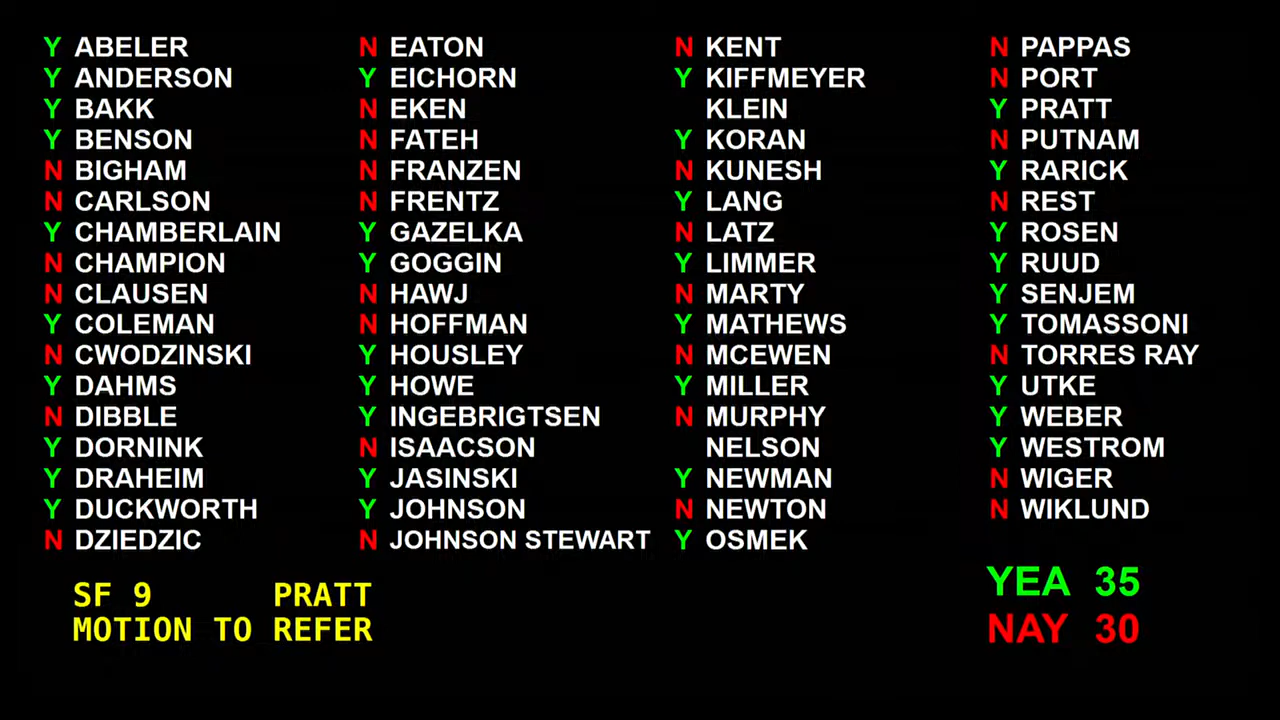 Y ABELER N EATON N KENT N PAPPAS
Y ANDERSON Y EICHORN Y KIFFMEYER N PORT
Y BAKK N EKEN KLEIN Y PRATT
Y BENSON N FATEH Y KORAN N PUTNAM
N BIGHAM N FRANZEN N KUNESH Y RARICK
N CARLSON N FRENTZ Y LANG N REST
Y CHAMBERLAIN Y GAZELKA N LATZ Y ROSEN
N CHAMPION Y GOGGIN Y LIMMER Y RUUD
N CLAUSEN N HAWJ N MARTY Y SENJEM
Y COLEMAN N HOFFMAN Y MATHEWS Y TOMASSONI
N CWODZINSKI Y HOUSLEY N MCEWEN N TORRES RAY
Y DAHMS Y HOWE Y MILLER Y UTKE
N DIBBLE Y INGEBRIGTSEN N MURPHY Y WEBER
Y DORNINK N ISAACSON NELSON Y WESTROM
Y DRAHEIM Y JASINSKI Y NEWMAN N WIGER
Y DUCKWORTH Y JOHNSON N NEWTON N WIKLUND
N DZIEDZIC N JOHNSON STEWART Y OSMEK
SF 9 PRATT YEA 35
MOTION TO REFER NAY 30